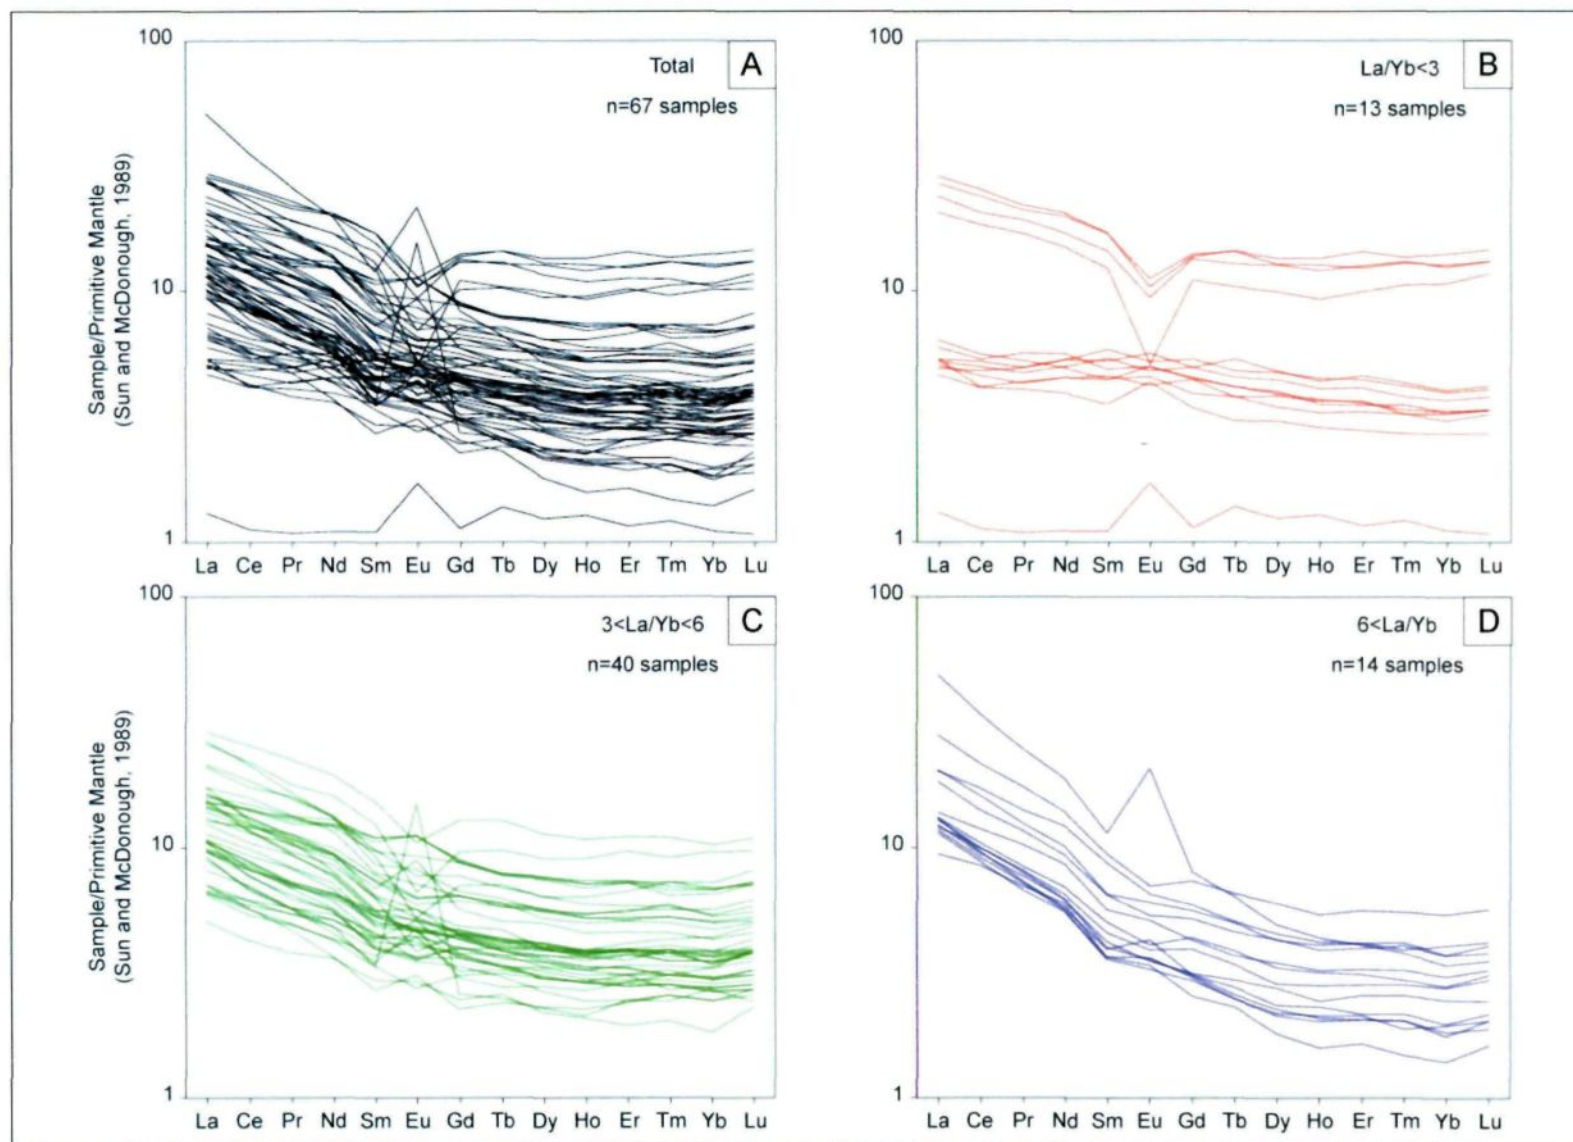 100
10
1
Sample/Primitive Mantle
(Sun and McDonough, 1989)
Total
A
n=67 samples
La Ce Pr Nd Sm Eu Gd Tb Dy Ho Er Tm Yb Lu
100
10
1
La/Yb<3
B
n=13 samples
La Ce Pr Nd Sm Eu Gd Tb Dy Ho Er Tm Yb Lu
100
10
1
Sample/Primitive Mantle
(Sun and McDonough, 1989)
3<La/Yb<6
C
n=40 samples
La Ce Pr Nd Sm Eu Gd Tb Dy Ho Er Tm Yb Lu
100
10
1
6<La/Yb
D
n=14 samples
La Ce Pr Nd Sm Eu Gd Tb Dy Ho Er Tm Yb Lu